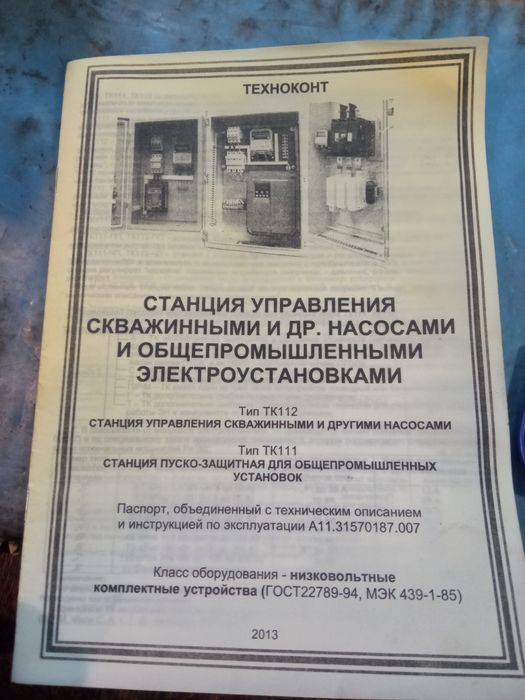 ТЕХНОКОНТ
СТАНЦИЯ УПРАВЛЕНИЯ
СКВАЖИННЫМИ И ДР. НАСОСАМИ
И ОБЩЕПРОМЫШЛЕННЫМИ
ЭЛЕКТРОУСТАНОВКАМИ
Тип ТК112
СТАНЦИЯ УПРАВЛЕНИЯ СКВАЖИННЫМИ И ДРУГИМИ НАСОСАМИ
Тип ТК111
СТАНЦИЯ ПУСКО-ЗАЩИТНАЯ ДЛЯ ОБЩЕПРОМЫШЛЕННЫХ
УСТАНОВОК
Паспорт, объединенный с техническим описанием
и инструкцией по эксплуатации А11.31570187.007
Класс оборудования - низковольтные
комплектные устройства (ГОСТ22789-94, МЭК 439-1-85)
2013